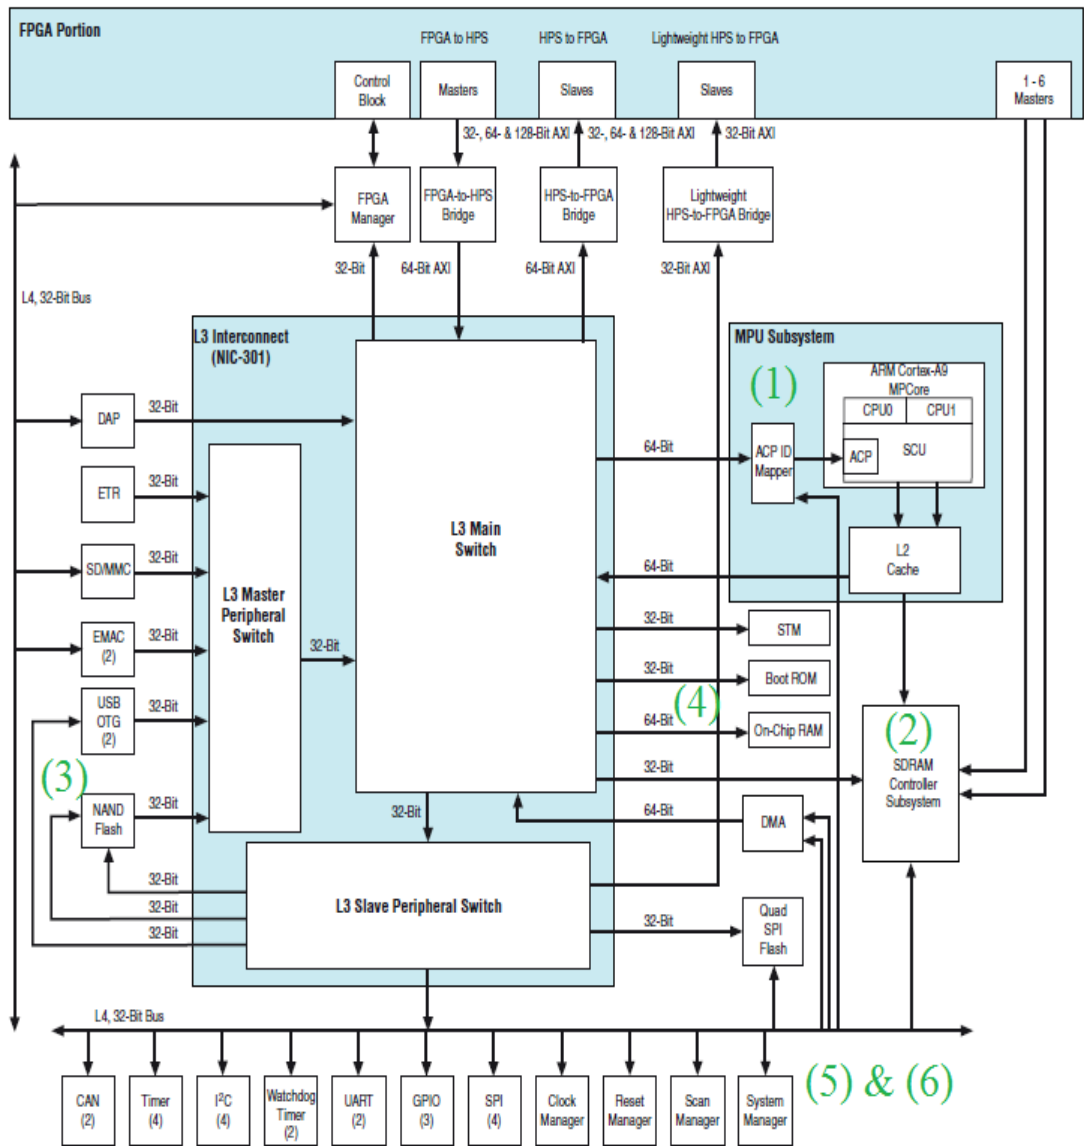 FPGA Portion
FPGA to HPS
HPS to FPGA
Lightweight HPS to FPGA
Control
Block
Masters
Slaves
Slaves
1 - 6
Masters
32-, 64- & 128-Bit AXI
32-, 64- & 128-Bit AXI
32-Bit AXI
FPGA
Manager
FPGA-to-HPS
Bridge
HPS-to-FPGA
Bridge
Lightweight
HPS-to-FPGA Bridge
32-Bit
64-Bit AXI
64-Bit AXI
32-Bit AXI
L4, 32-Bit Bus
L3 Interconnect
(NIC-301)
MPU Subsystem
(1)
ARM Cortex-A9
MPCore
CPU0
CPU1
ACP
SCU
ACP ID
Mapper
L2
Cache
DAP
32-Bit
ETR
32-Bit
SD/MMC
32-Bit
EMAC
(2)
32-Bit
USB
OTG
(2)
32-Bit
(3)
NAND
Flash
32-Bit
L3 Master
Peripheral
Switch
32-Bit
L3 Main
Switch
64-Bit
64-Bit
32-Bit
STM
32-Bit
Boot ROM
(4)
64-Bit
On-Chip RAM
32-Bit
(2)
SDRAM
Controller
Subsystem
64-Bit
DMA
32-Bit
L3 Slave Peripheral Switch
32-Bit
32-Bit
32-Bit
32-Bit
Quad
SPI
Flash
L4, 32-Bit Bus
(5) & (6)
CAN
(2)
Timer
(4)
I²C
(4)
Watchdog
Timer
(2)
UART
(2)
GPIO
(3)
SPI
(4)
Clock
Manager
Reset
Manager
Scan
Manager
System
Manager